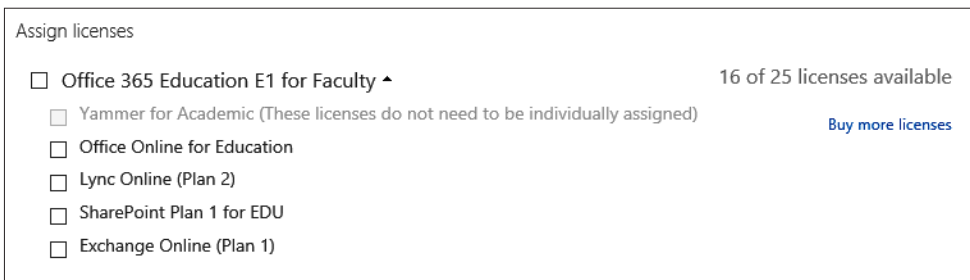 Assign licenses
Office 365 Education E1 for Faculty
16 of 25 licenses available
Yammer for Academic (These licenses do not need to be individually assigned)
Buy more licenses
Office Online for Education
Lync Online (Plan 2)
SharePoint Plan 1 for EDU
Exchange Online (Plan 1)